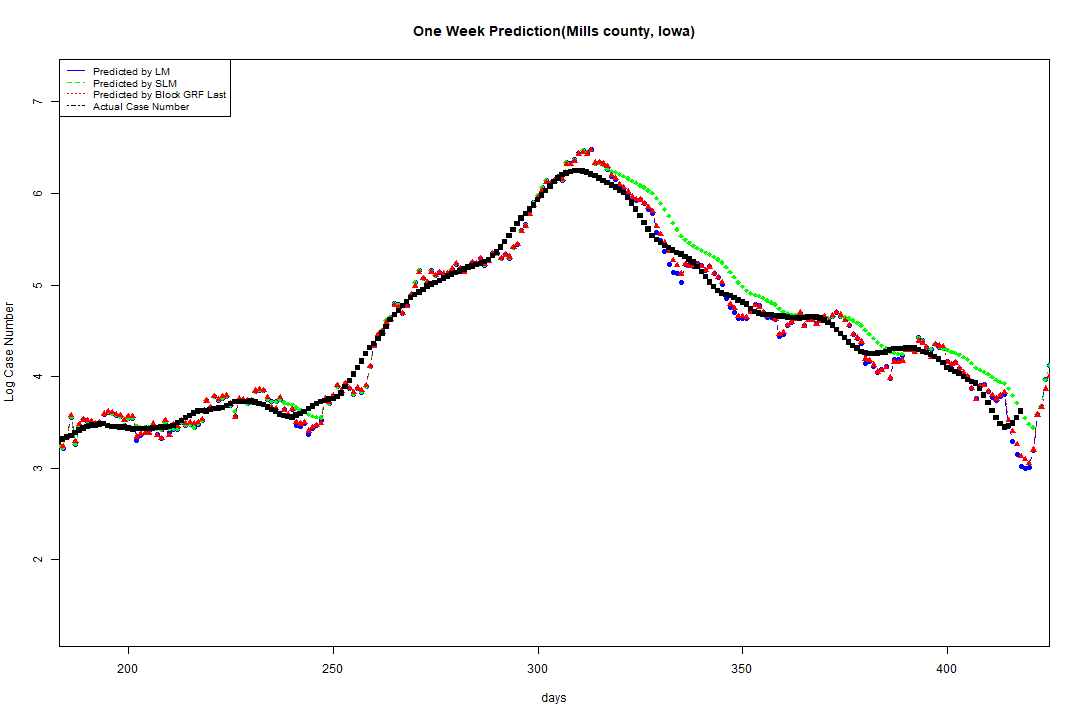 One Week Prediction(Mills county, Iowa)
Predicted by LM
Predicted by SLM
Predicted by Block GRF Last
Actual Case Number
7
6
5
4
3
2
Log Case Number
200 250 300 350 400
days